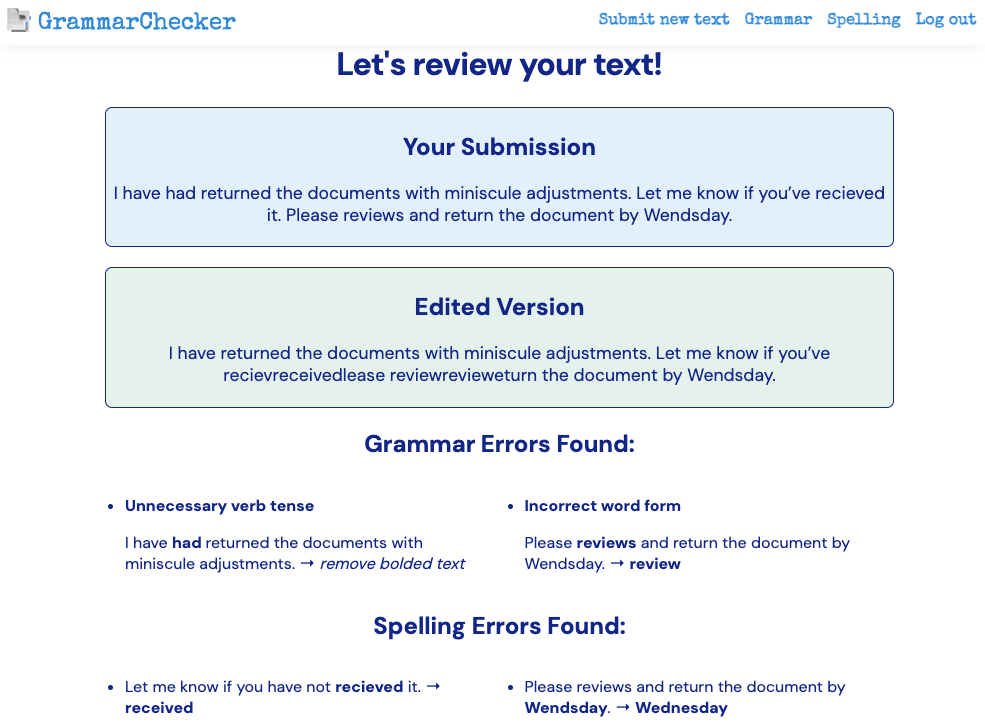 GrammarChecker
Submit new text Grammar Spelling Log out
Let's review your text!
Your Submission
I have had returned the documents with miniscule adjustments. Let me know if you’ve recieved
it. Please reviews and return the document by Wendsday.
Edited Version
I have returned the documents with miniscule adjustments. Let me know if you’ve
recievreceivedlease reviewrevieweturn the document by Wendsday.
Grammar Errors Found:
• Unnecessary verb tense
I have had returned the documents with
miniscule adjustments. → remove bolded text
• Incorrect word form
Please reviews and return the document by
Wendsday. → review
Spelling Errors Found:
• Let me know if you have not recieved it. →
received
• Please reviews and return the document by
Wendsday. → Wednesday